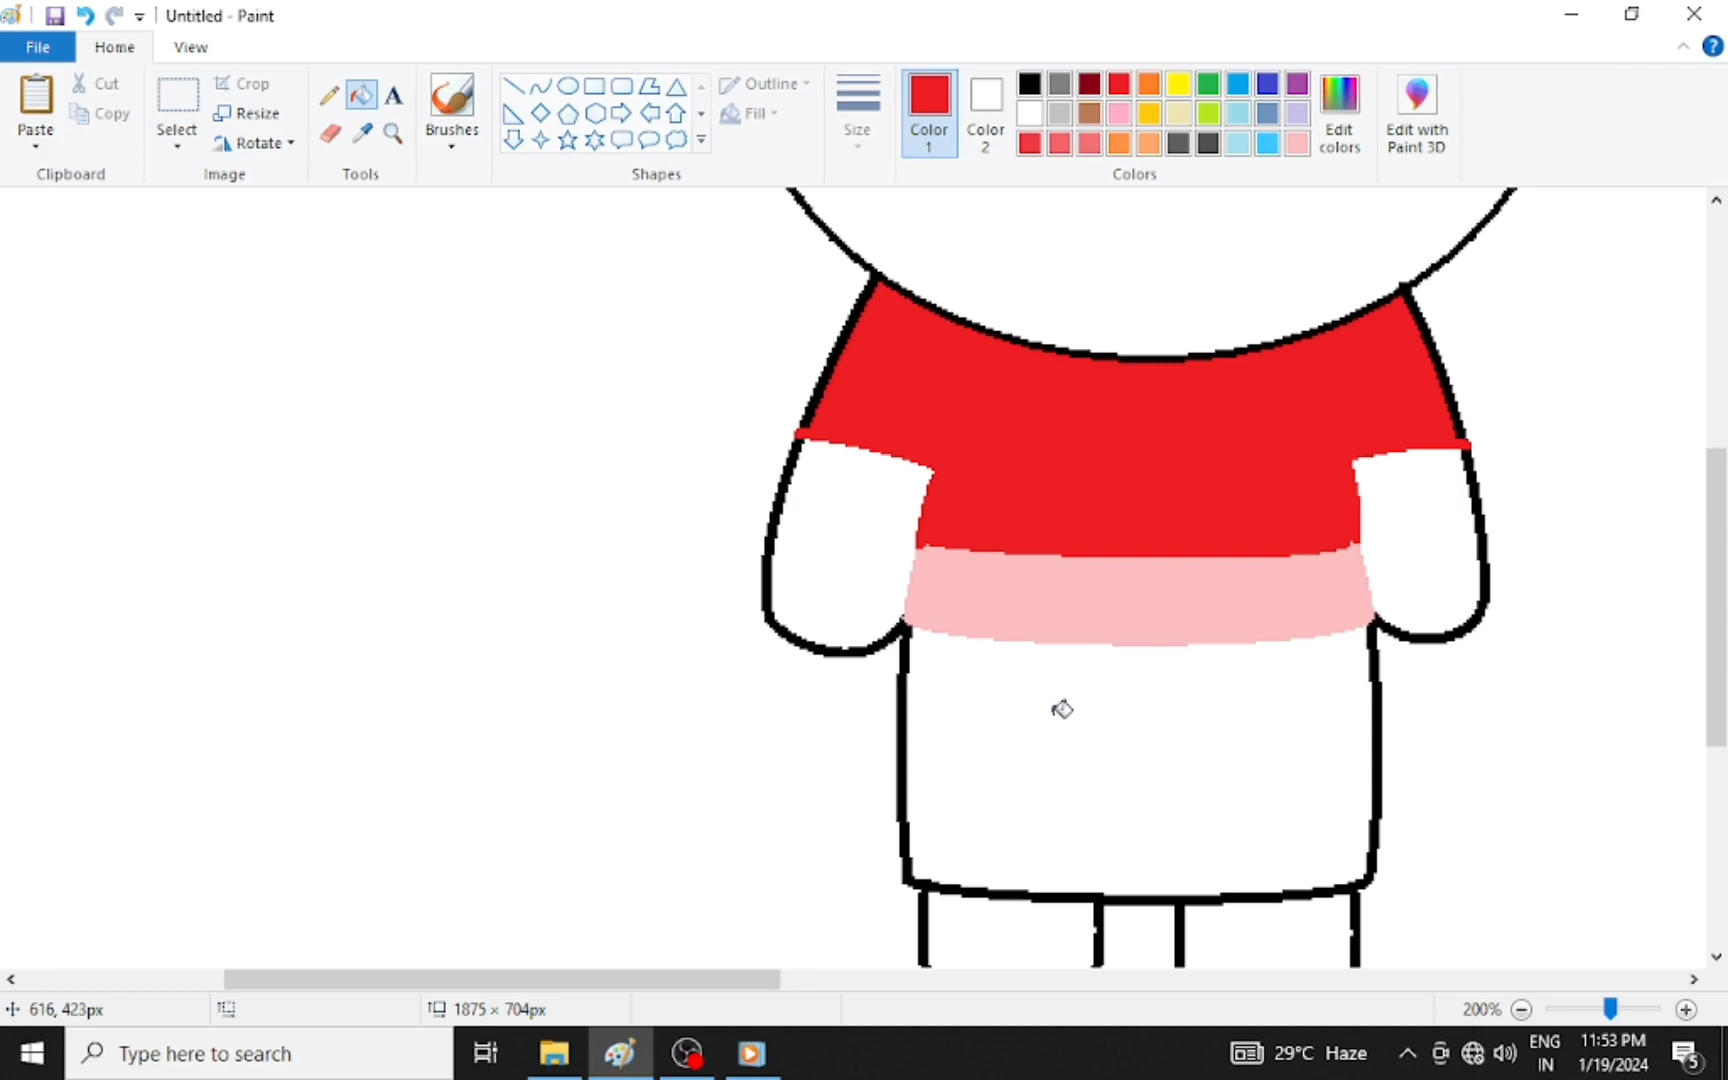 Untitled - Paint
File
Home
View
Paste
Cut
Copy
Clipboard
Select
Crop
Resize
Rotate
Image
A
Tools
Brushes
Outline
Fill
Shapes
Size
Color
1
Color
2
Edit
colors
Colors
Edit with
Paint 3D
616, 423px
1875 × 704px
200%
Type here to search
29°C Haze
ENG
IN
11:53 PM
1/19/2024
5